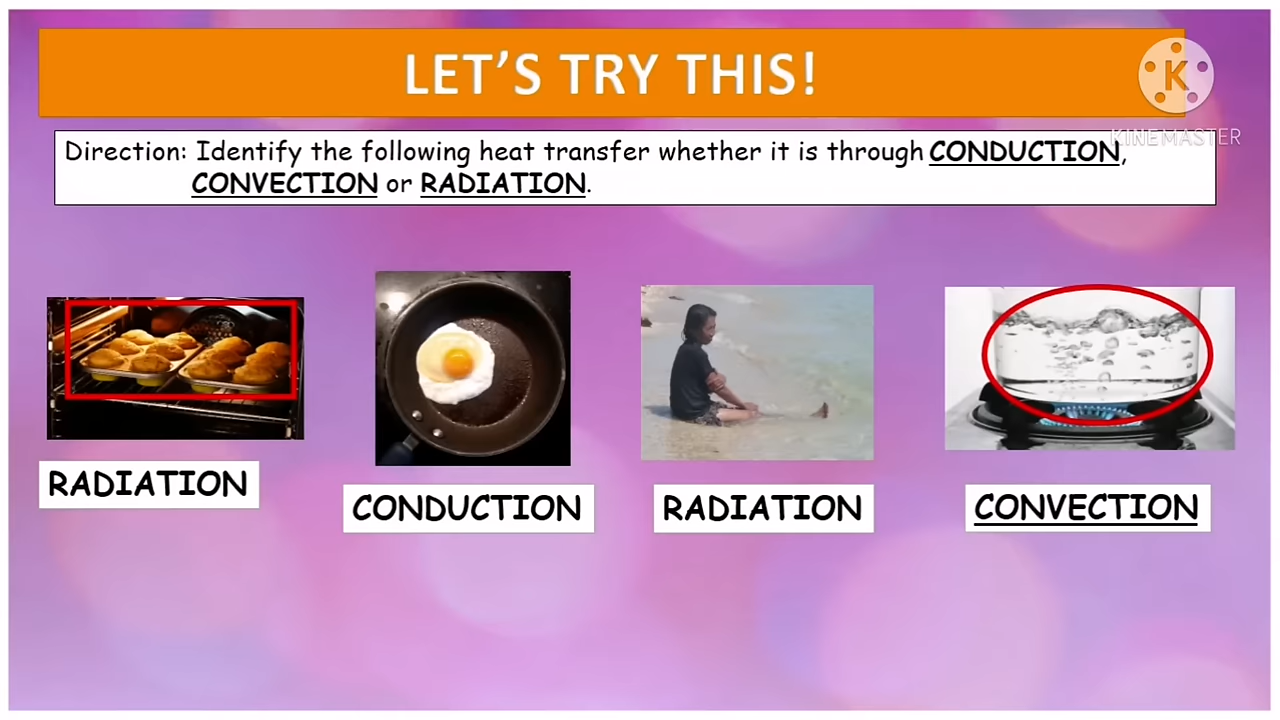 LET'S TRY THIS!
K
KINEMASTER
Direction: Identify the following heat transfer whether it is through CONDUCTION,
CONVECTION or RADIATION.
RADIATION
CONDUCTION
RADIATION
CONVECTION